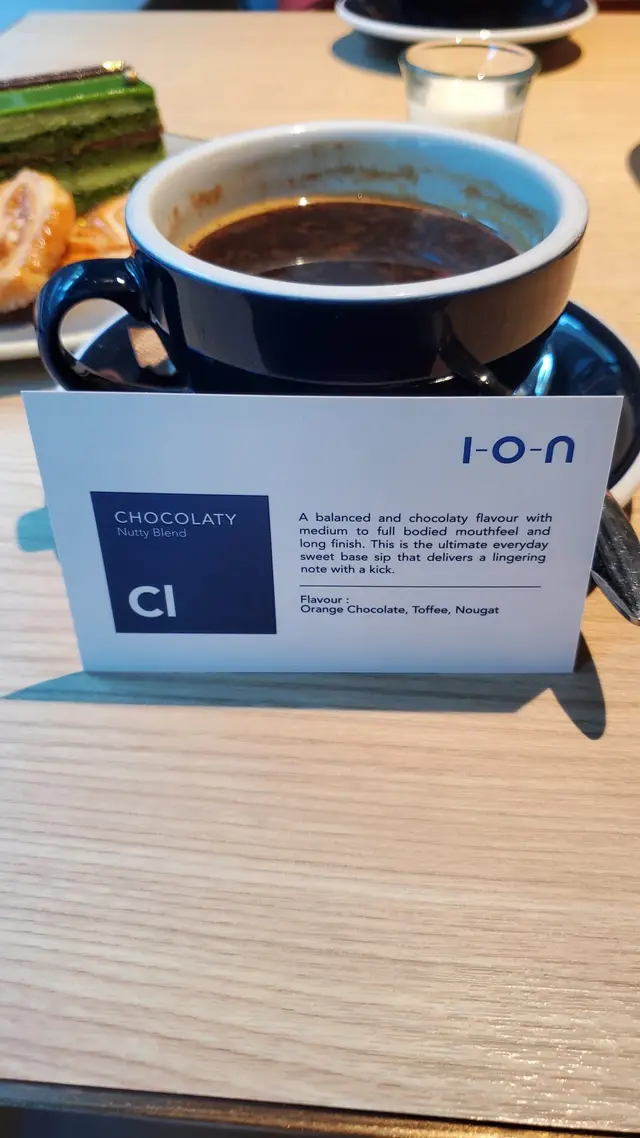 I-O-n
CHOCOLATY
Nutty Blend
Cl
A balanced and chocolaty flavour with
medium to full bodied mouthfeel and
long finish. This is the ultimate everyday
sweet base sip that delivers a lingering
note with a kick.
Flavour :
Orange Chocolate, Toffee, Nougat